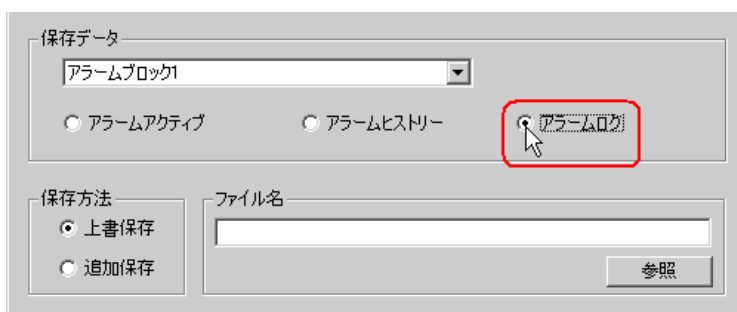 保存データ
アラームブロック1
アラームアクティブ
アラームヒストリー
アラームログ
保存方法
上書保存
追加保存
ファイル名
参照